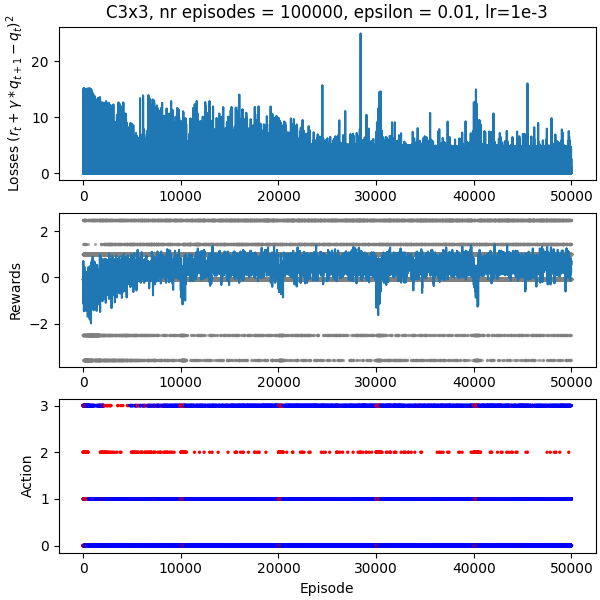 C3x3, nr episodes = 100000, epsilon = 0.01, lr=1e-3
Losses (r_t + γ * q_{t+1} − q_t)^2
20
10
0
0 10000 20000 30000 40000 50000
Rewards
2
0
−2
0 10000 20000 30000 40000 50000
Action
3
2
1
0
0 10000 20000 30000 40000 50000
Episode